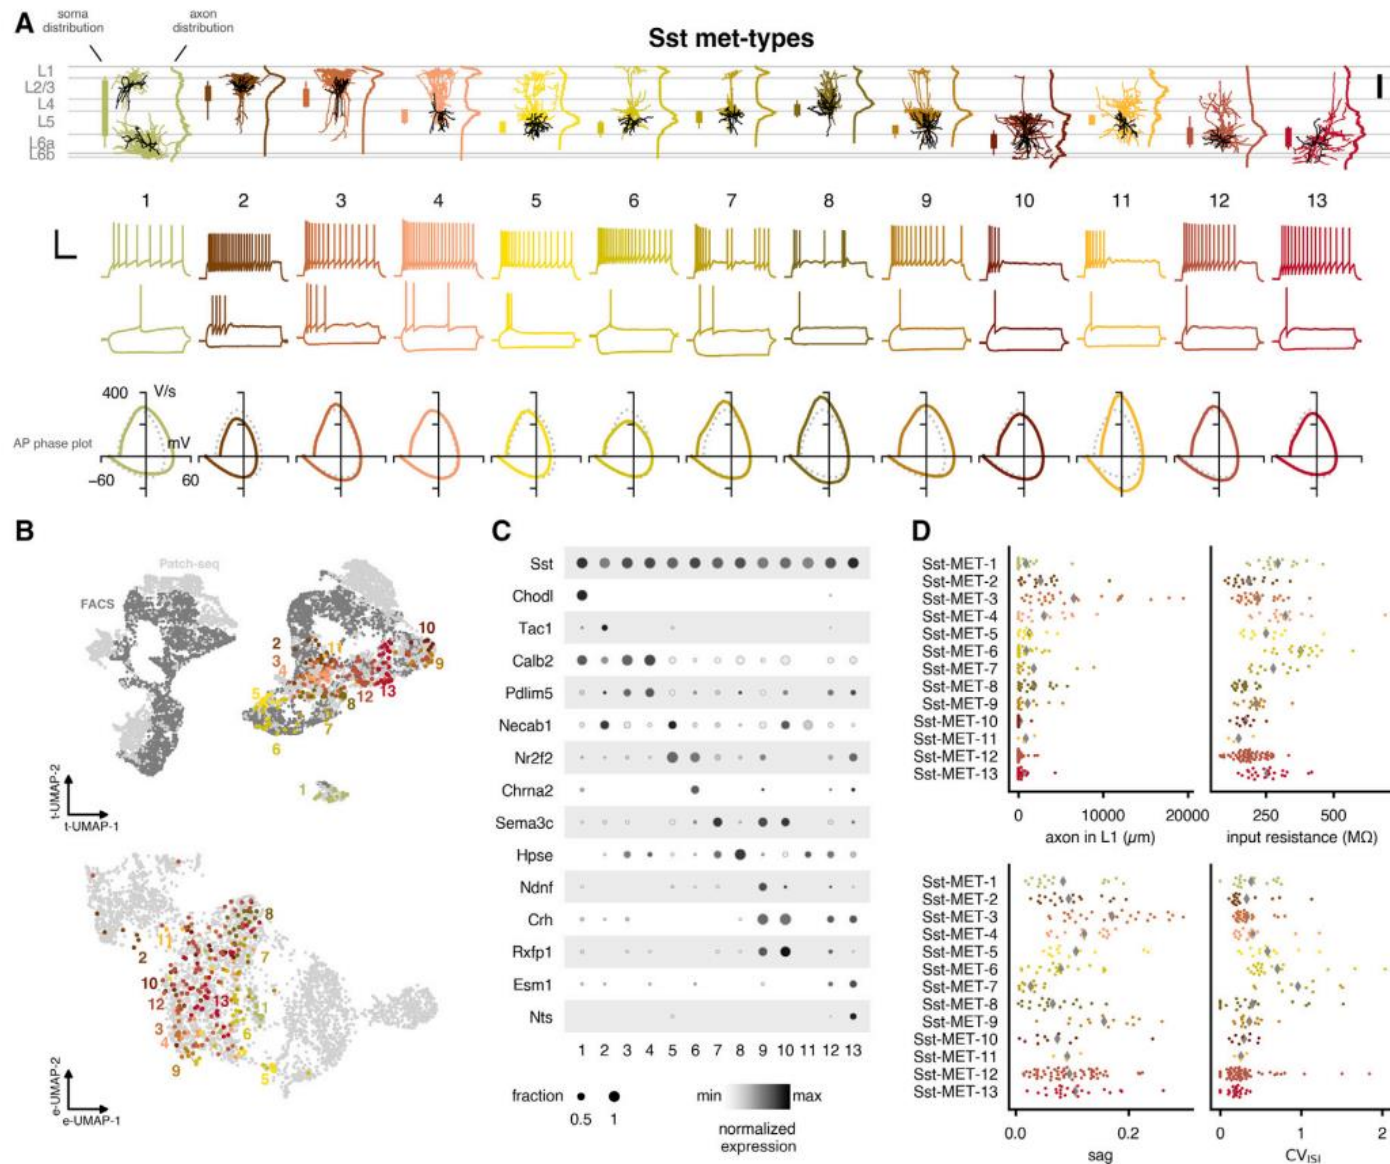 A
soma
distribution
axon
distribution
Sst met-types
L1
L2/3
L4
L5
L6a
L6b
1 2 3 4 5 6 7 8 9 10 11 12 13
400 V/s
AP phase plot
mV
−60 60
B
Patch-seq
FACS
2
3
4
11
10
9
5
12
13
8
7
6
1
t-UMAP-2
t-UMAP-1
8
11
2
7
10
12
13
1
3
6
4
9
5
e-UMAP-2
e-UMAP-1
C
Sst
Chodl
Tac1
Calb2
Pdlim5
Necab1
Nr2f2
Chrna2
Sema3c
Hpse
Ndnf
Crh
Rxfp1
Esm1
Nts
1 2 3 4 5 6 7 8 9 10 11 12 13
fraction
0.5 1
min max
normalized
expression
D
Sst-MET-1
Sst-MET-2
Sst-MET-3
Sst-MET-4
Sst-MET-5
Sst-MET-6
Sst-MET-7
Sst-MET-8
Sst-MET-9
Sst-MET-10
Sst-MET-11
Sst-MET-12
Sst-MET-13
0 10000 20000
axon in L1 (μm)
250 500
input resistance (MΩ)
Sst-MET-1
Sst-MET-2
Sst-MET-3
Sst-MET-4
Sst-MET-5
Sst-MET-6
Sst-MET-7
Sst-MET-8
Sst-MET-9
Sst-MET-10
Sst-MET-11
Sst-MET-12
Sst-MET-13
0.0 0.2
sag
0 1 2
CVISI